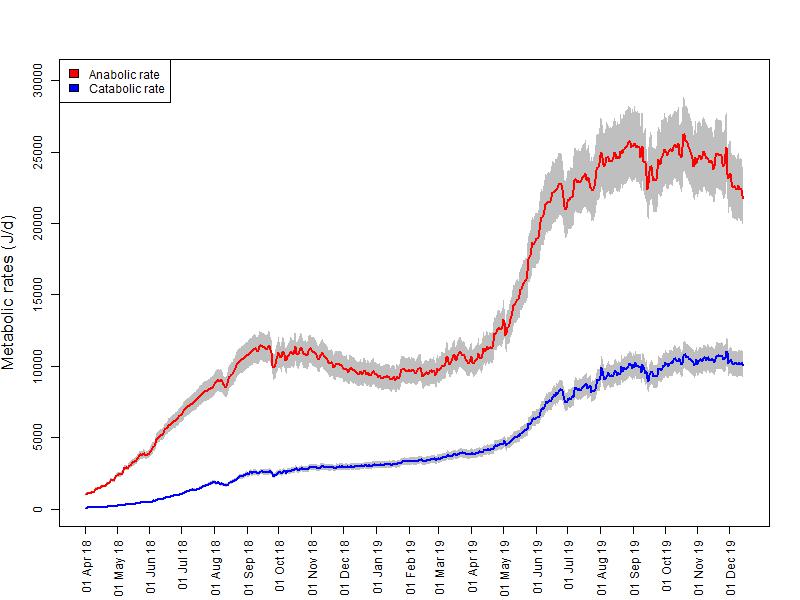 Anabolic rate
Catabolic rate
Metabolic rates (J/d)
30000
25000
20000
15000
10000
5000
0
01 Apr 18
01 May 18
01 Jun 18
01 Jul 18
01 Aug 18
01 Sep 18
01 Oct 18
01 Nov 18
01 Dec 18
01 Jan 19
01 Feb 19
01 Mar 19
01 Apr 19
01 May 19
01 Jun 19
01 Jul 19
01 Aug 19
01 Sep 19
01 Oct 19
01 Nov 19
01 Dec 19